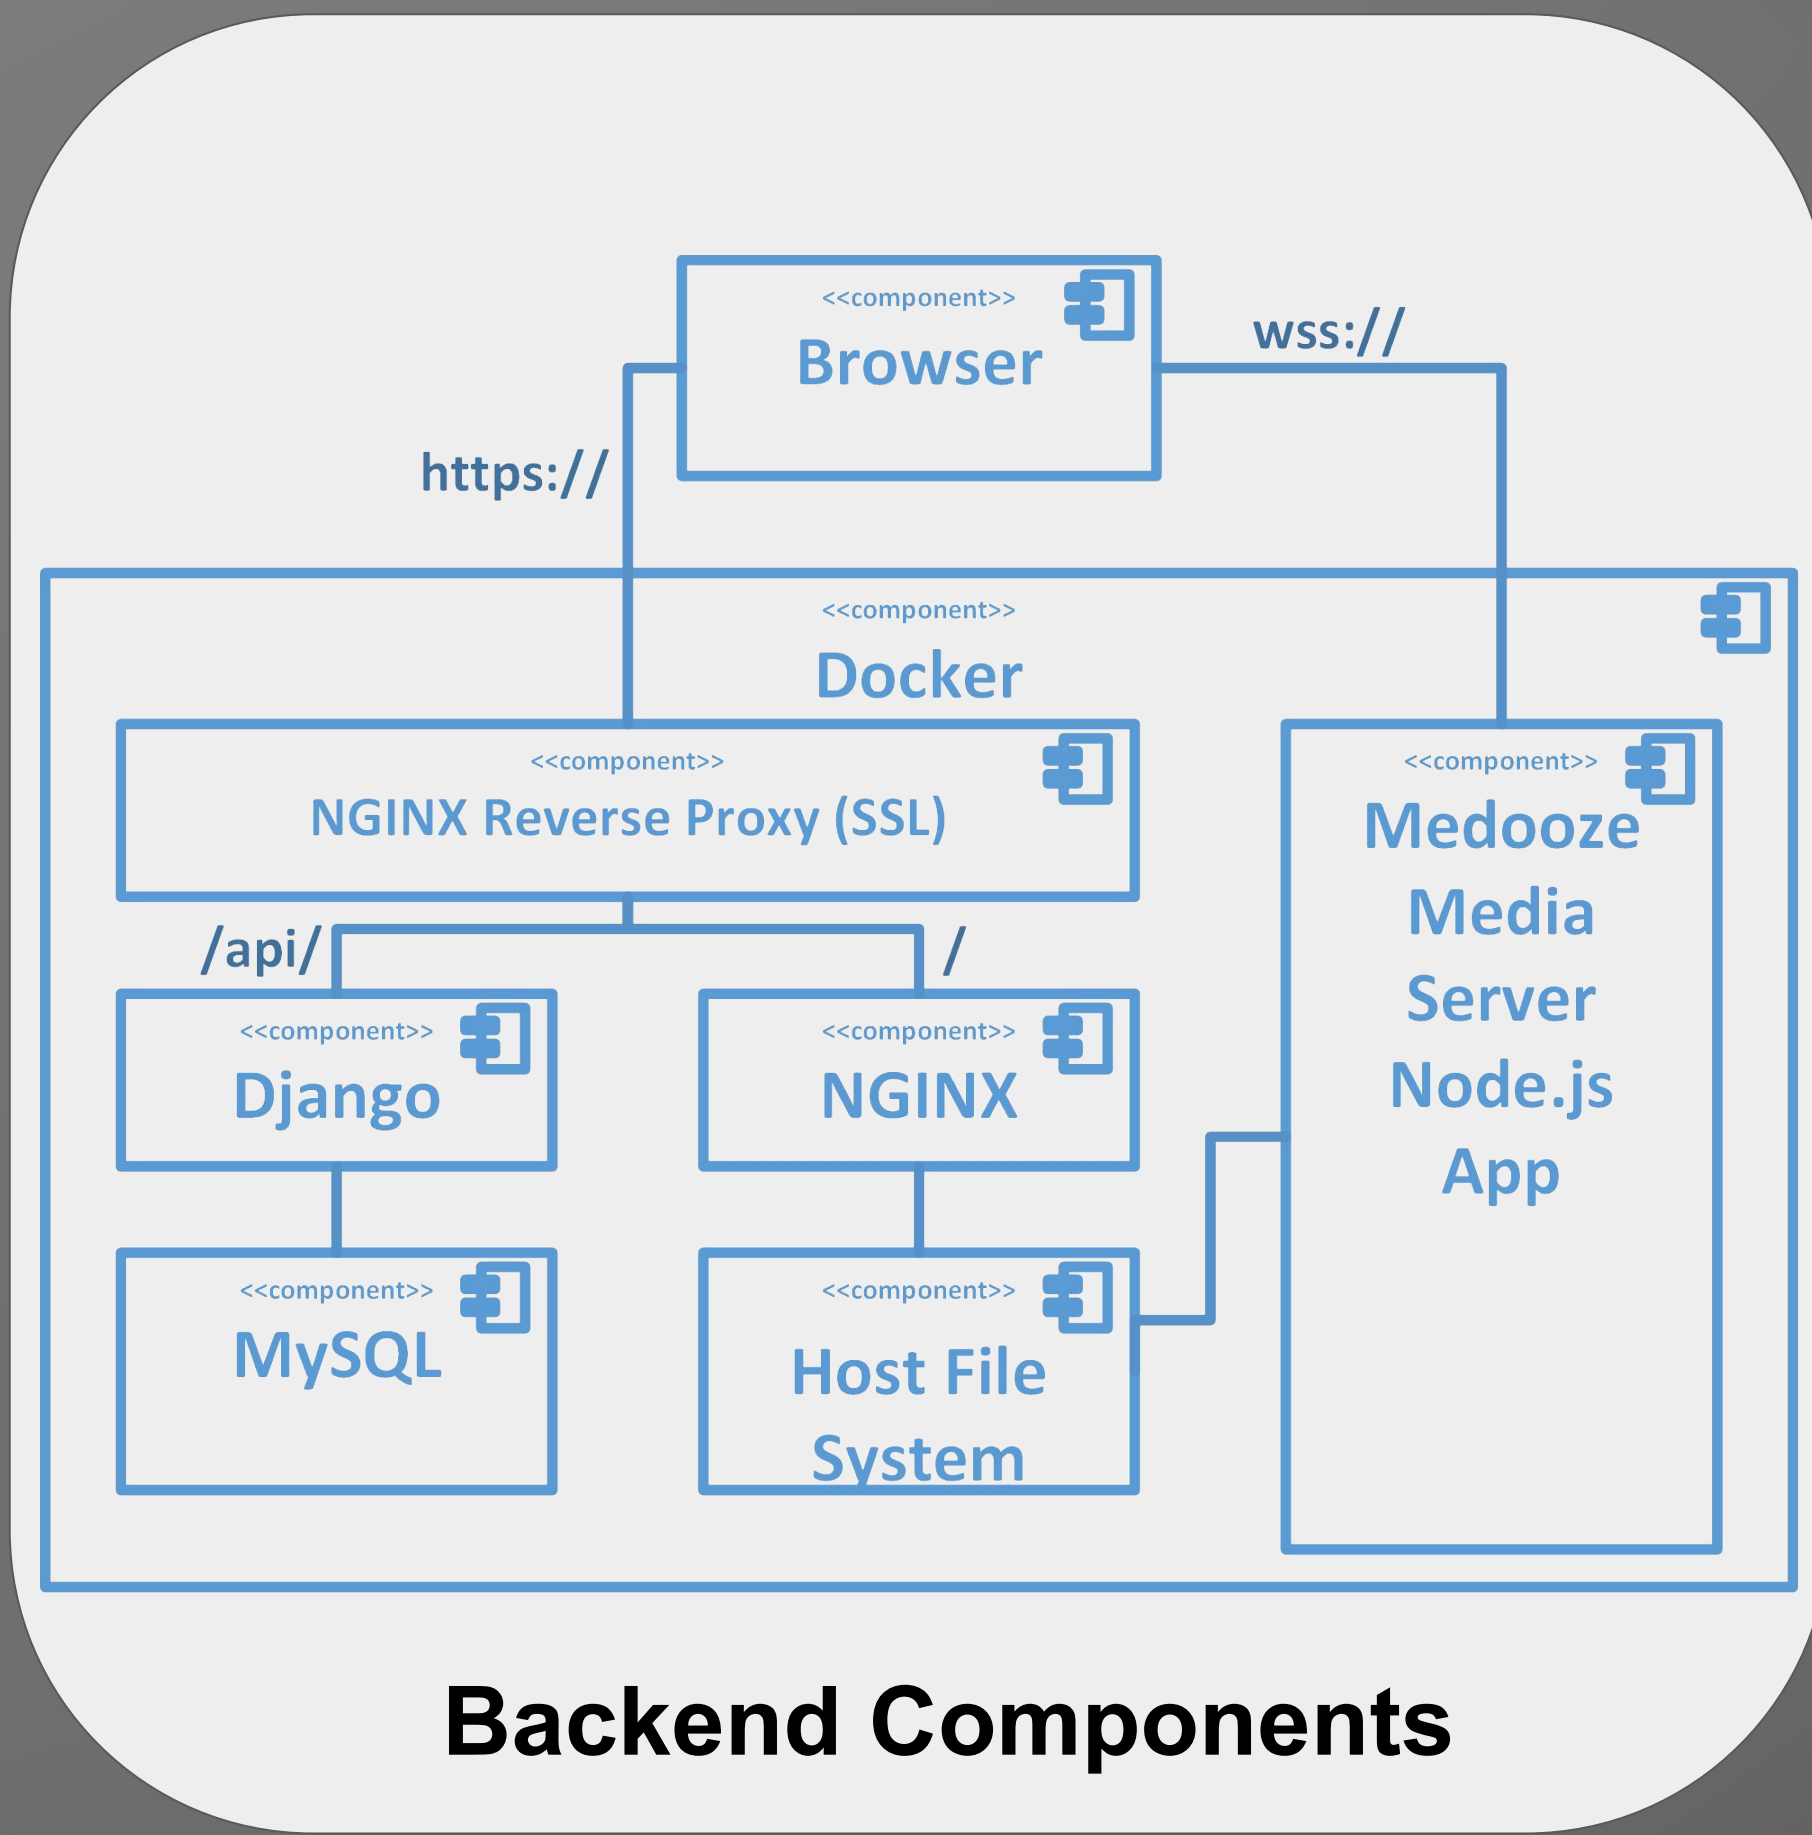 <<component>>
Browser
wss://
https://
<<component>>
Docker
<<component>>
NGINX Reverse Proxy (SSL)
<<component>>
Medooze
Media
Server
Node.js
App
/api/
/
<<component>>
Django
<<component>>
NGINX
<<component>>
MySQL
<<component>>
Host File
System
Backend Components